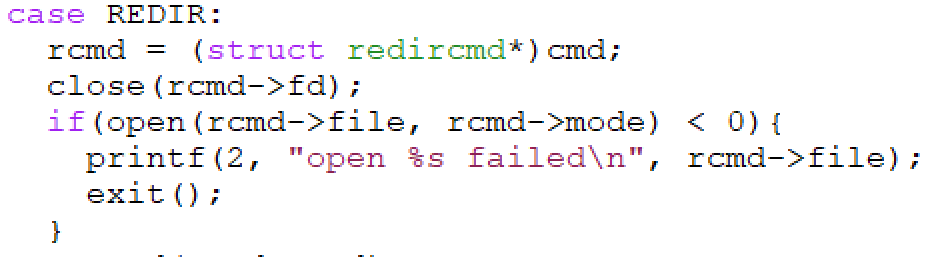 case REDIR:
  rcmd = (struct redircmd*)cmd;
  close(rcmd->fd);
  if(open(rcmd->file, rcmd->mode) < 0){
    printf(2, "open %s failed\n", rcmd->file);
    exit();
  }